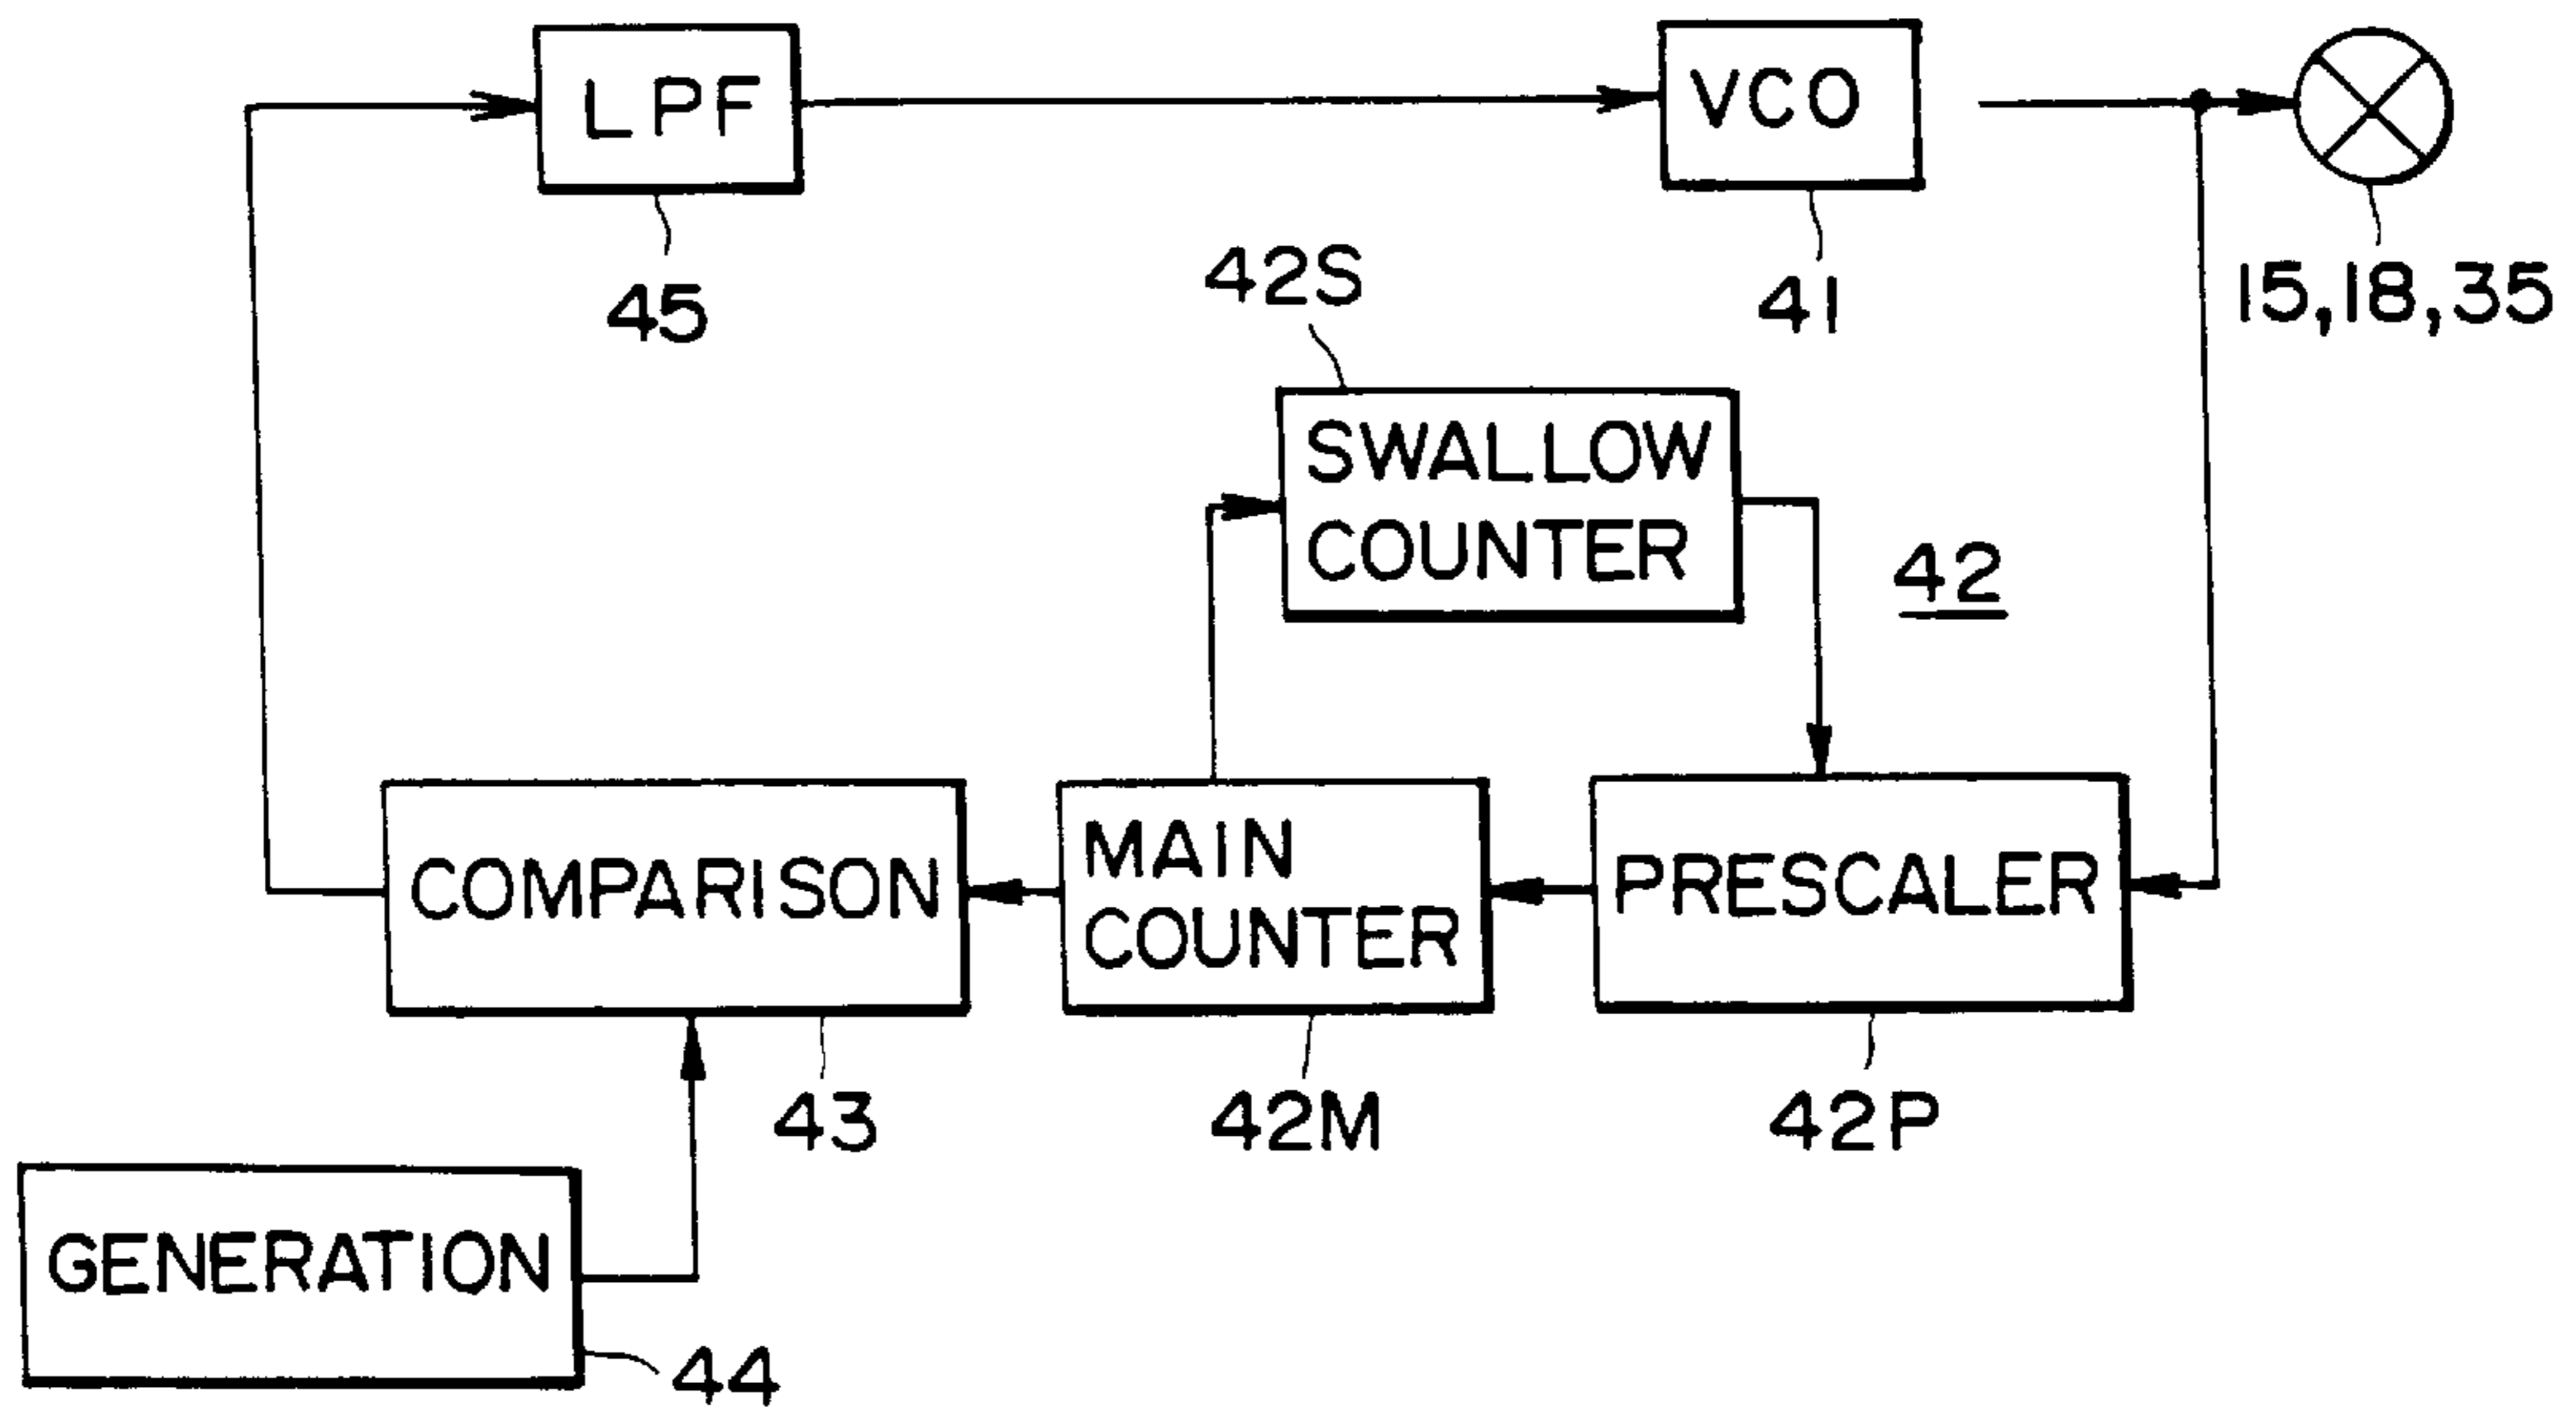 LPF
VCO
45
41
15,18,35
42S
SWALLOW
COUNTER
42
COMPARISON
MAIN
COUNTER
PRESCALER
43
42M
42P
GENERATION
44